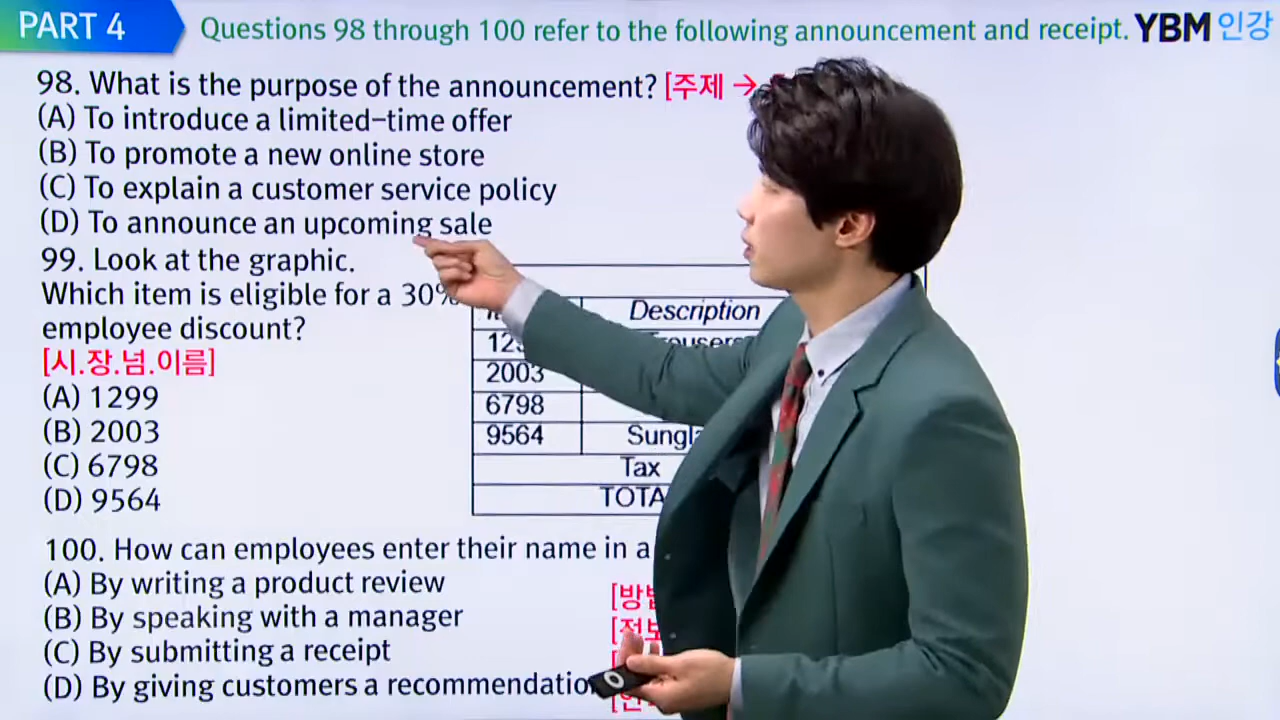 PART 4
Questions 98 through 100 refer to the following announcement and receipt.
YBM 인강
98. What is the purpose of the announcement? [주제 →
(A) To introduce a limited-time offer
(B) To promote a new online store
(C) To explain a customer service policy
(D) To announce an upcoming sale
99. Look at the graphic.
Which item is eligible for a 30%
employee discount?
[시.장.넘.이름]
(A) 1299
(B) 2003
(C) 6798
(D) 9564
Description
2003
6798
9564
Tax
100. How can employees enter their name in a
(A) By writing a product review
(B) By speaking with a manager
(C) By submitting a receipt
(D) By giving customers a